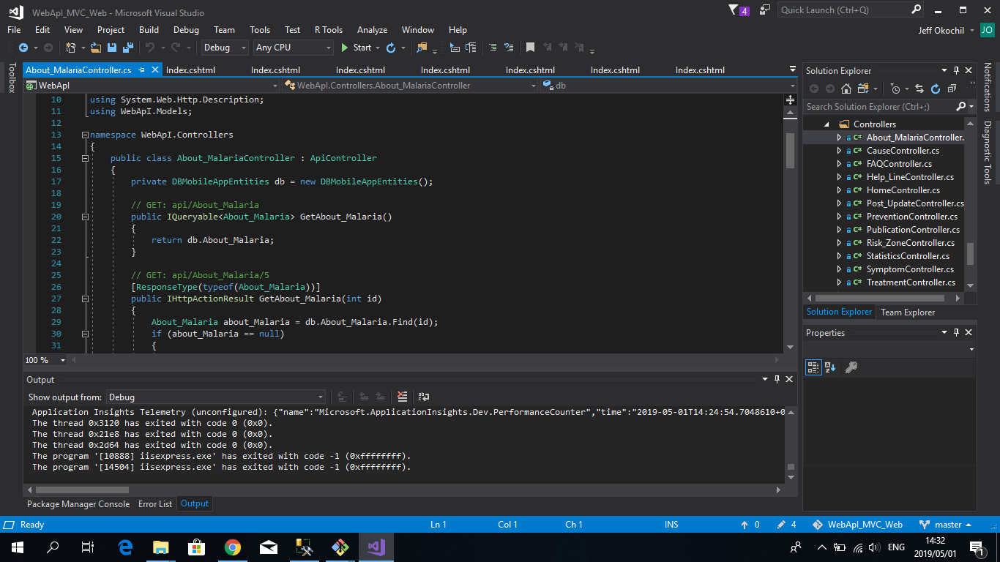 WebApI_MVC_Web - Microsoft Visual Studio
4
Quick Launch (Ctrl+Q)
File Edit View Project Build Debug Team Tools Test R Tools Analyze Window Help
Jeff Okochil JO
Debug Any CPU Start
Toolbox
About_MalariaController.cs Index.cshtml Index.cshtml Index.cshtml Index.cshtml Index.cshtml Index.cshtml Index.cshtml
WebApI WebApI.Controllers.About_MalariaController db
10 using System.Web.Http.Description;
11 using WebApI.Models;
12
13 namespace WebApI.Controllers
14 {
15 public class About_MalariaController : ApiController
16 {
17 private DBMobileAppEntities db = new DBMobileAppEntities();
18
19 // GET: api/About_Malaria
20 public IQueryable<About_Malaria> GetAbout_Malaria()
21 {
22 return db.About_Malaria;
23 }
24
25 // GET: api/About_Malaria/5
26 [ResponseType(typeof(About_Malaria))]
27 public IHttpActionResult GetAbout_Malaria(int id)
28 {
29 About_Malaria about_Malaria = db.About_Malaria.Find(id);
30 if (about_Malaria == null)
31 {
100 %
Output
Show output from: Debug
Application Insights Telemetry (unconfigured): {"name":"Microsoft.ApplicationInsights.Dev.PerformanceCounter","time":"2019-05-01T14:24:54.7048610+0
The thread 0x3120 has exited with code 0 (0x0).
The thread 0x21e8 has exited with code 0 (0x0).
The thread 0x2d64 has exited with code 0 (0x0).
The program '[10888] iisexpress.exe' has exited with code -1 (0xffffffff).
The program '[14504] iisexpress.exe' has exited with code -1 (0xffffffff).
Package Manager Console Error List Output
Solution Explorer
Search Solution Explorer (Ctrl+;)
Controllers
C# About_MalariaController.
C# CauseController.cs
C# FAQController.cs
C# Help_LineController.cs
C# HomeController.cs
C# Post_UpdateController.cs
C# PreventionController.cs
C# PublicationController.cs
C# Risk_ZoneController.cs
C# StatisticsController.cs
C# SymptomController.cs
C# TreatmentController.cs
Solution Explorer Team Explorer
Properties
Notifications
Diagnostic Tools
Ready Ln 1 Col 1 Ch 1 INS 0 4 WebApI_MVC_Web master
ENG 14:32
2019/05/01
1